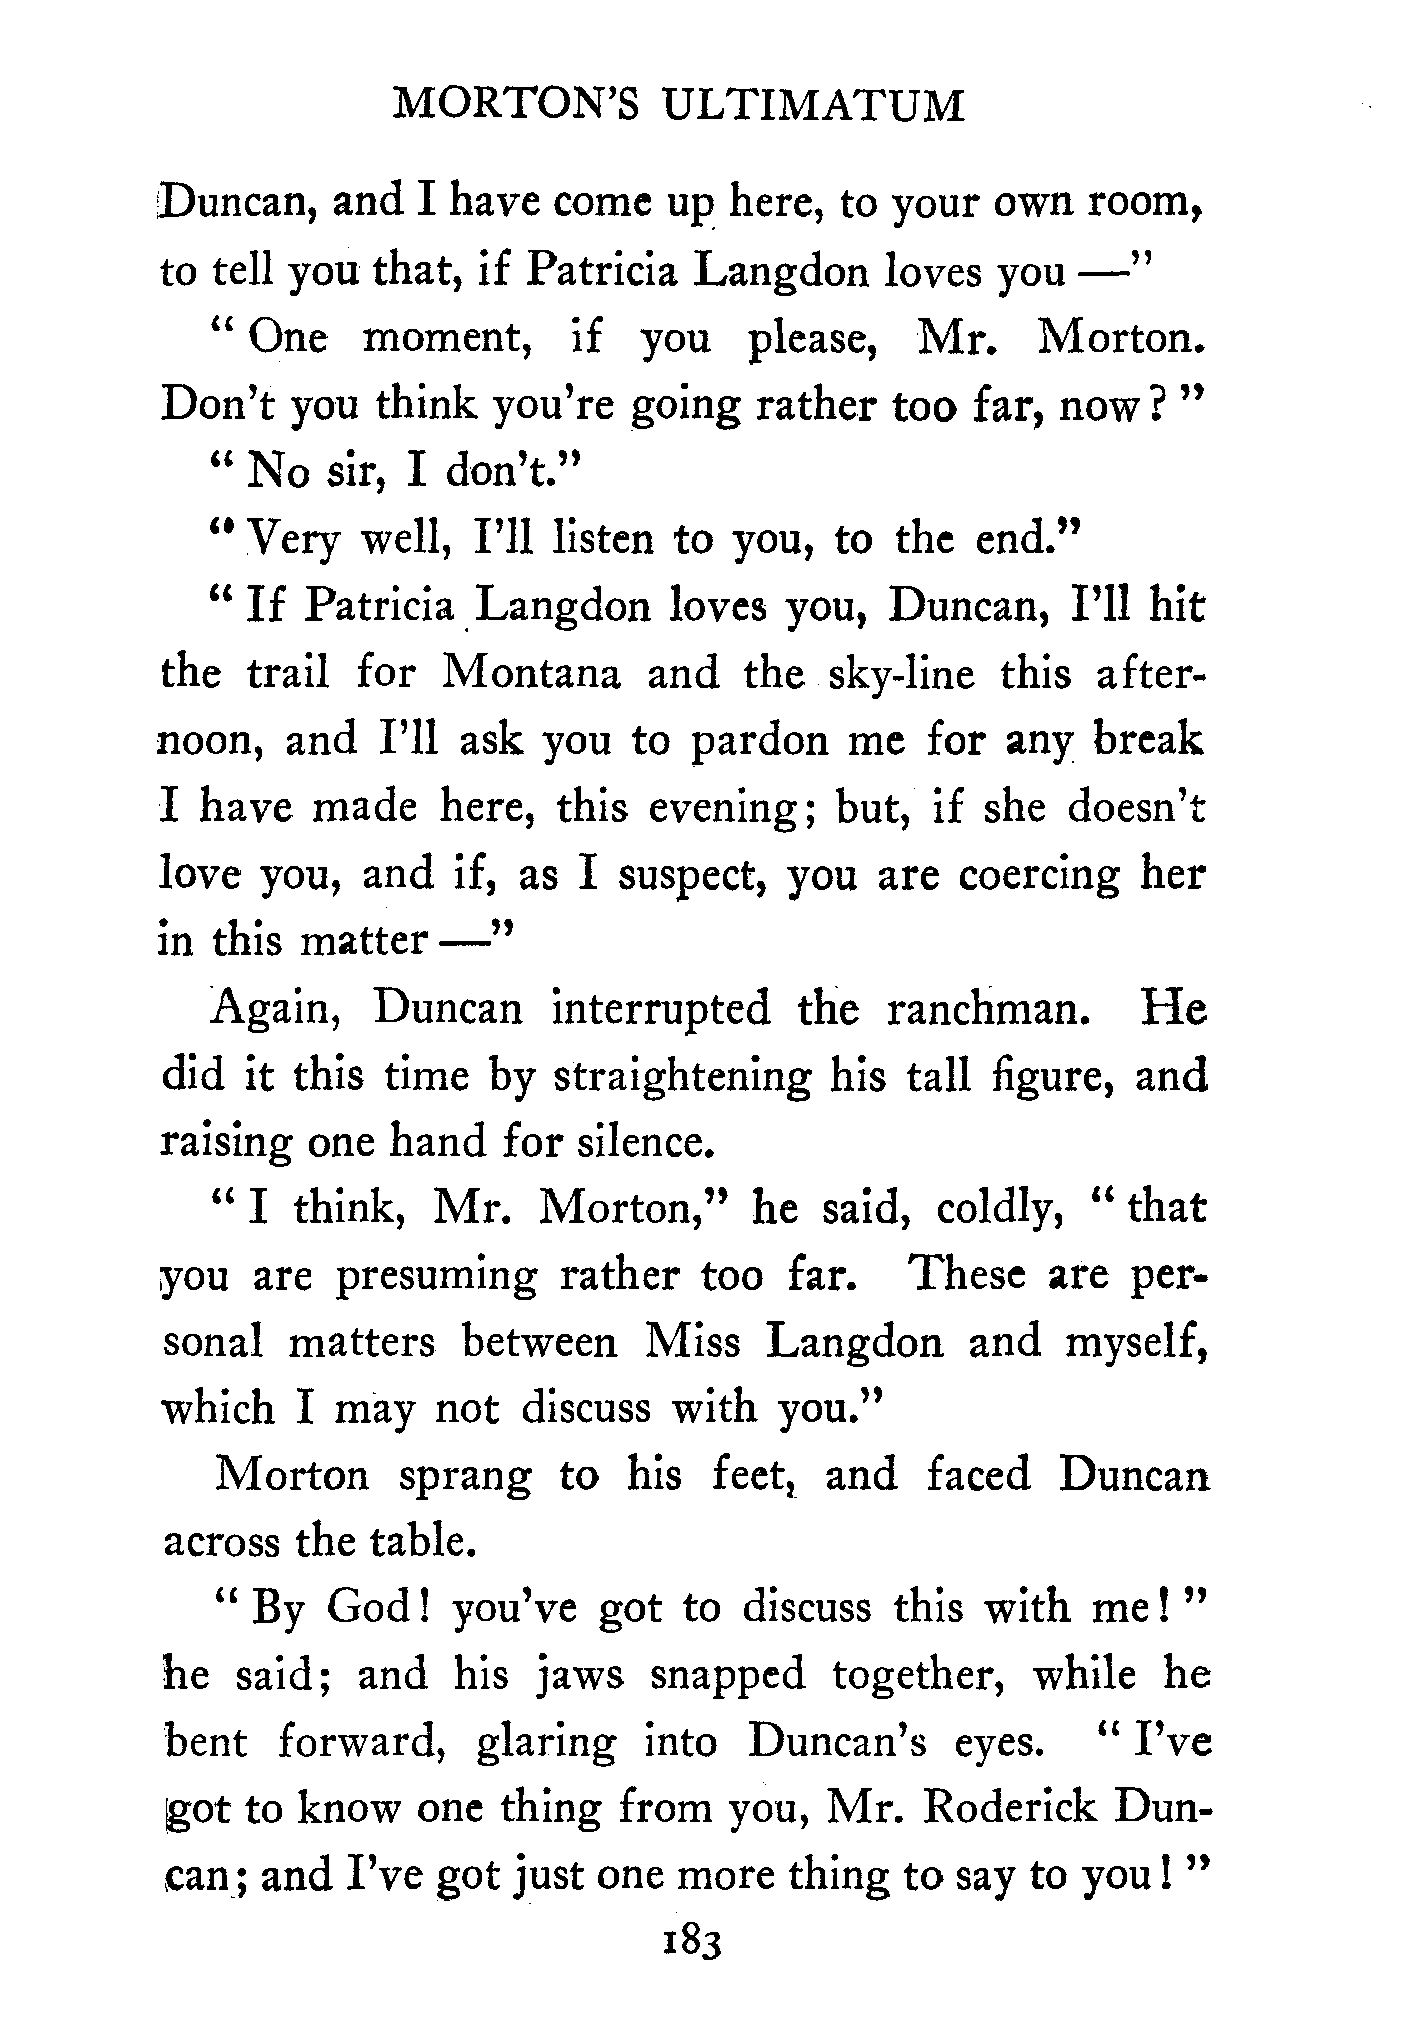 MORTON'S ULTIMATUM
Duncan, and I have come up here, to your own room,
to tell you that, if Patricia Langdon loves you —"
" One moment, if you please, Mr. Morton.
Don't you think you're going rather too far, now? "
" No sir, I don't."
" Very well, I'll listen to you, to the end."
" If Patricia Langdon loves you, Duncan, I'll hit
the trail for Montana and the sky-line this after-
noon, and I'll ask you to pardon me for any break
I have made here, this evening; but, if she doesn't
love you, and if, as I suspect, you are coercing her
in this matter —"
Again, Duncan interrupted the ranchman. He
did it this time by straightening his tall figure, and
raising one hand for silence.
" I think, Mr. Morton," he said, coldly, " that
you are presuming rather too far. These are per-
sonal matters between Miss Langdon and myself,
which I may not discuss with you."
Morton sprang to his feet, and faced Duncan
across the table.
" By God! you've got to discuss this with me! "
he said; and his jaws snapped together, while he
bent forward, glaring into Duncan's eyes. " I've
got to know one thing from you, Mr. Roderick Dun-
can; and I've got just one more thing to say to you! "
183